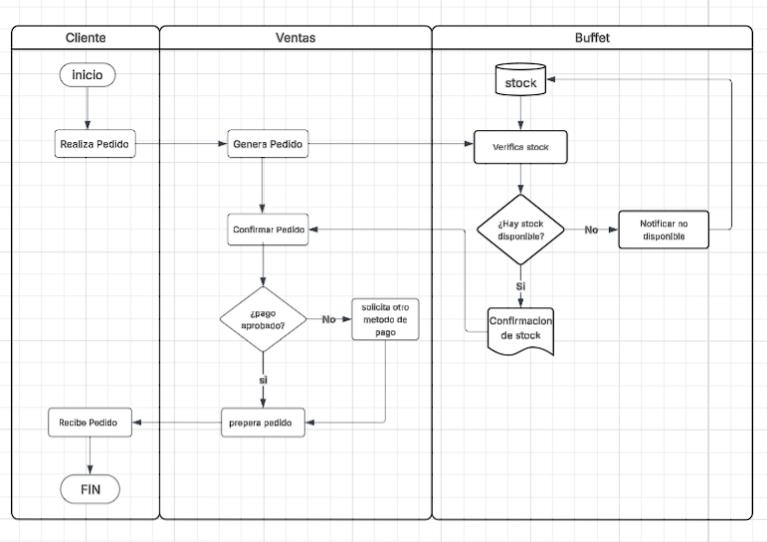 Cliente
Ventas
Buffet
inicio
stock
Realiza Pedido
Genera Pedido
Verifica stock
Confirmar Pedido
¿Hay stock
disponible?
No
Notificar no
disponible
Si
¿pago
aprobado?
No
solicita otro
metodo de
pago
Confirmacion
de stock
si
Recibe Pedido
prepera pedido
FIN